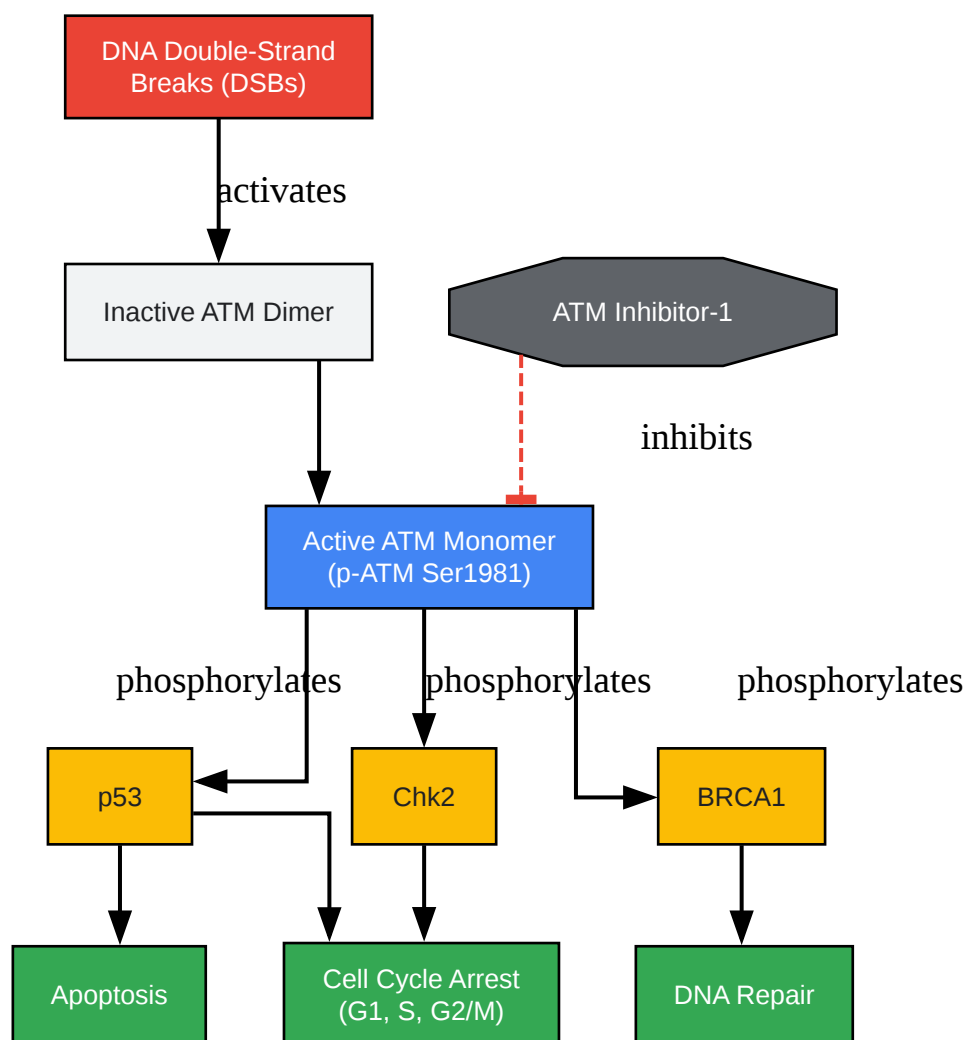 DNA Double-Strand
Breaks (DSBs)
activates
Inactive ATM Dimer
ATM Inhibitor-1
inhibits
Active ATM Monomer
(p-ATM Ser1981)
phosphorylates
phosphorylates
phosphorylates
p53
Chk2
BRCA1
Apoptosis
Cell Cycle Arrest
(G1, S, G2/M)
DNA Repair